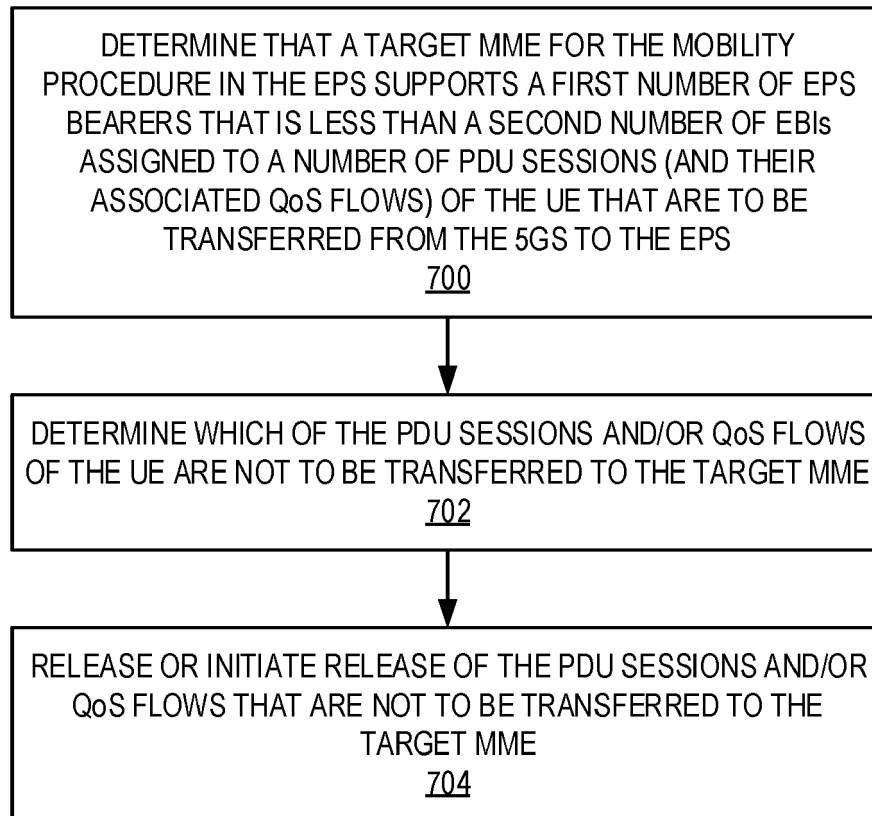 DETERMINE THAT A TARGET MME FOR THE MOBILITY
PROCEDURE IN THE EPS SUPPORTS A FIRST NUMBER OF EPS
BEARERS THAT IS LESS THAN A SECOND NUMBER OF EBIs
ASSIGNED TO A NUMBER OF PDU SESSIONS (AND THEIR
ASSOCIATED QoS FLOWS) OF THE UE THAT ARE TO BE
TRANSFERRED FROM THE 5GS TO THE EPS
700
DETERMINE WHICH OF THE PDU SESSIONS AND/OR QoS FLOWS
OF THE UE ARE NOT TO BE TRANSFERRED TO THE TARGET MME
702
RELEASE OR INITIATE RELEASE OF THE PDU SESSIONS AND/OR
QoS FLOWS THAT ARE NOT TO BE TRANSFERRED TO THE
TARGET MME
704